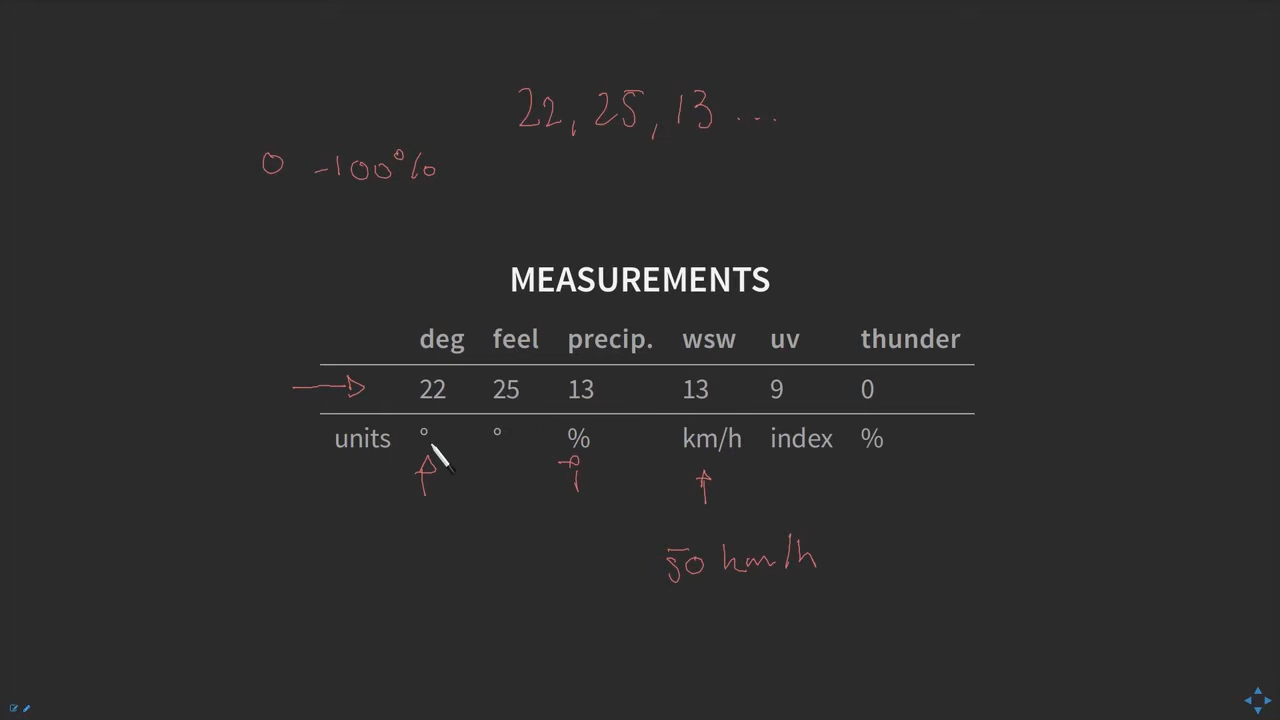 22, 25, 13 ...
0 -100%
MEASUREMENTS
deg feel precip. wsw uv thunder
22 25 13 13 9 0
units ° ° % km/h index %
50 km/h